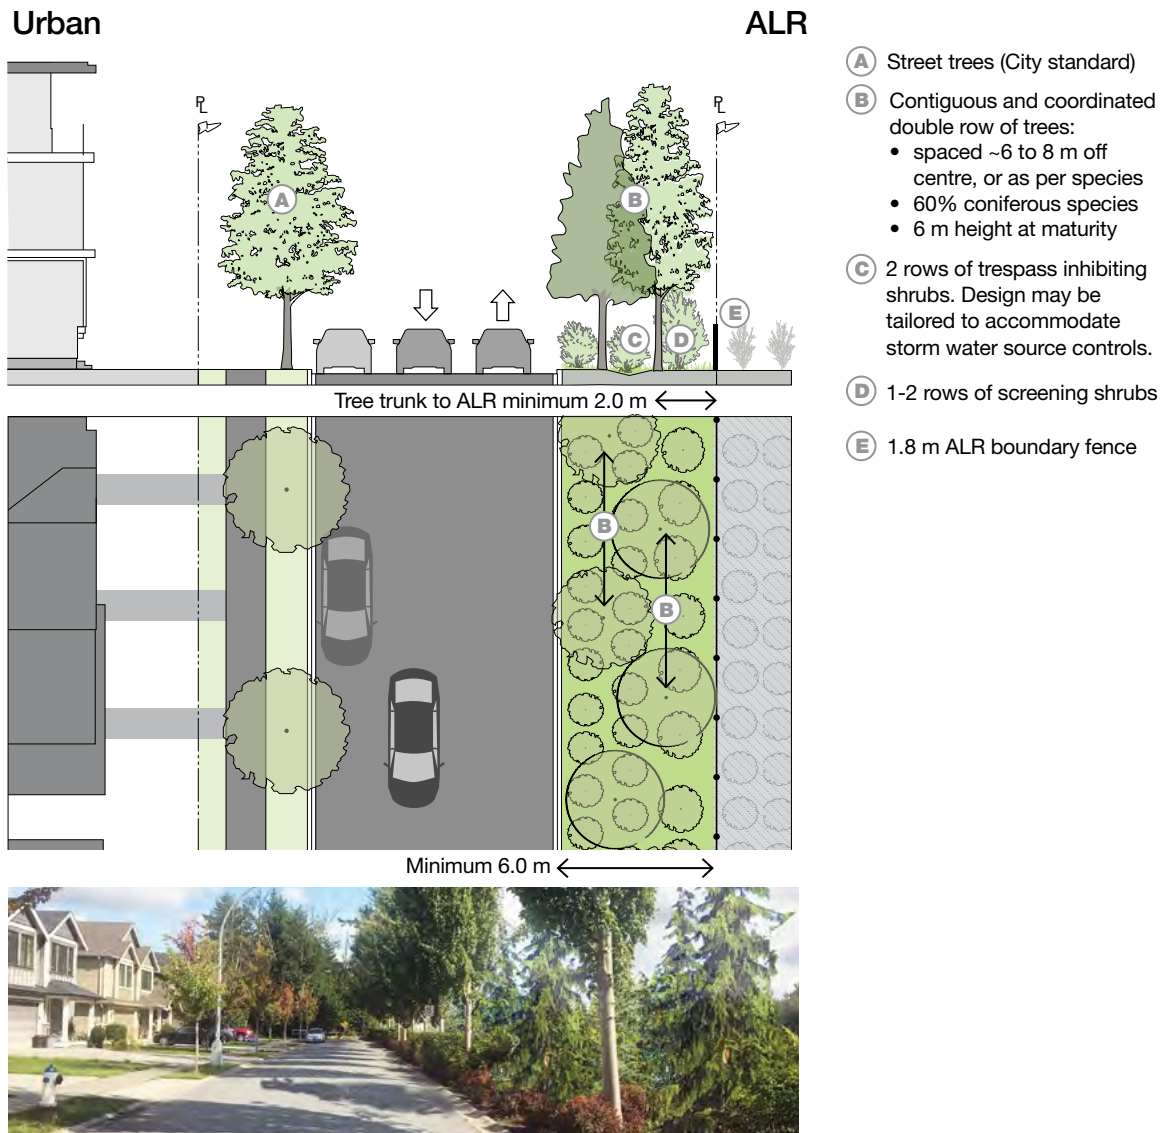 Urban
ALR
PL
PL
A
B
C
D
E
Tree trunk to ALR minimum 2.0 m
B
B
Minimum 6.0 m
A Street trees (City standard)
B Contiguous and coordinated
double row of trees:
• spaced ~6 to 8 m off
centre, or as per species
• 60% coniferous species
• 6 m height at maturity
C 2 rows of trespass inhibiting
shrubs. Design may be
tailored to accommodate
storm water source controls.
D 1-2 rows of screening shrubs
E 1.8 m ALR boundary fence